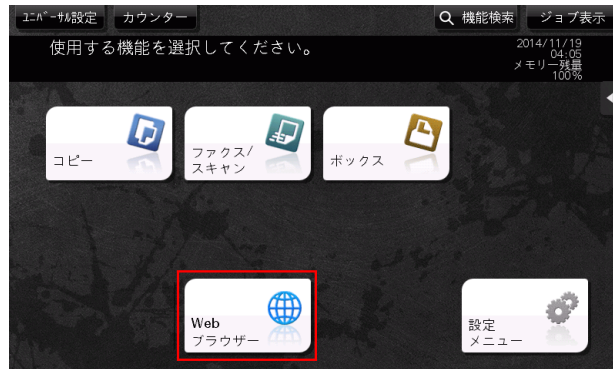 ﾕﾆﾊﾞｰｻﾙ設定
カウンター
機能検索
ジョブ表示
使用する機能を選択してください。
2014/11/19
04:05
メモリー残量
100%
コピー
ファクス/
スキャン
ボックス
Web
ブラウザー
設定
メニュー